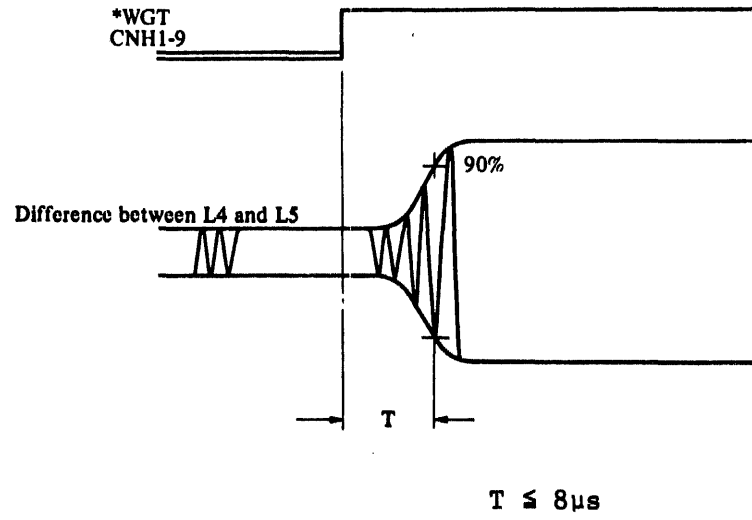 *WGT
CNH1-9
90%
Difference between L4 and L5
T
T ≦ 8μs